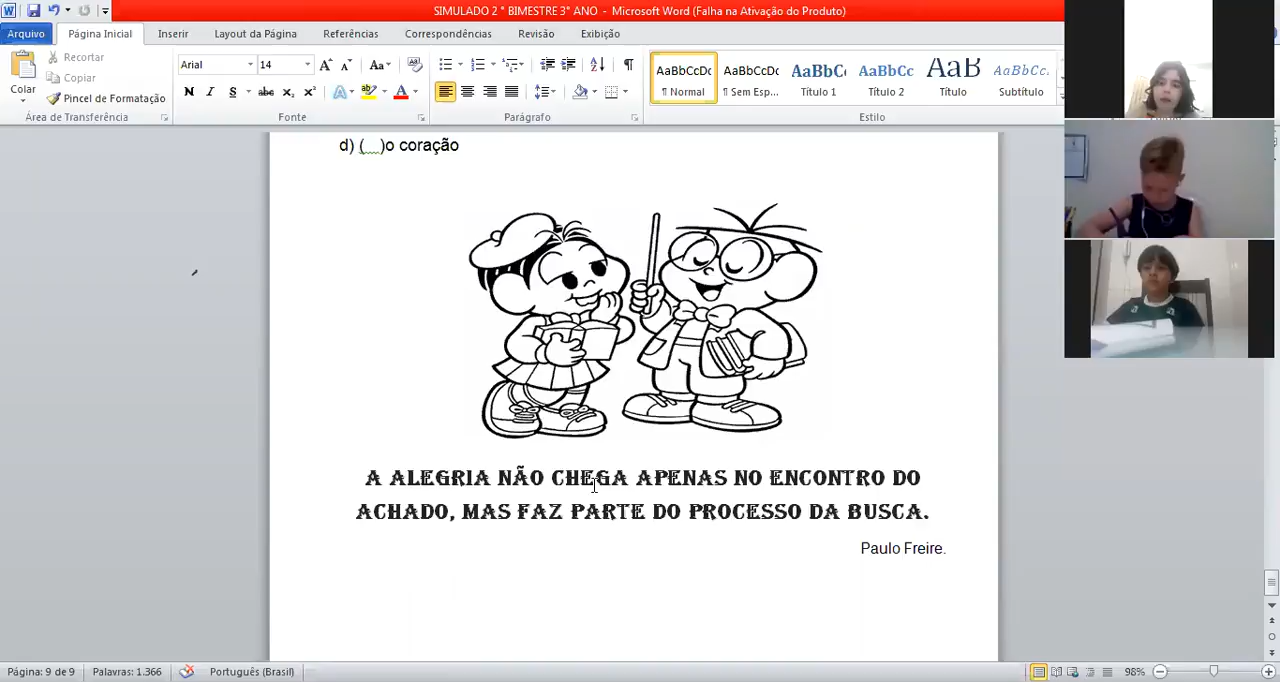 SIMULADO 2 ° BIMESTRE 3° ANO - Microsoft Word (Falha na Ativação do Produto)
Arquivo Página Inicial Inserir Layout da Página Referências Correspondências Revisão Exibição
Colar
Recortar
Copiar
Pincel de Formatação
Área de Transferência
Arial 14
Fonte
Parágrafo
AaBbCcDc AaBbCcDc AaBbC AaBbCc AaB AaBbCc.
¶ Normal ¶ Sem Esp... Título 1 Título 2 Título Subtítulo
Estilo
d) (__)o coração
A ALEGRIA NÃO CHEGA APENAS NO ENCONTRO DO
ACHADO, MAS FAZ PARTE DO PROCESSO DA BUSCA.
Paulo Freire.
Página: 9 de 9 Palavras: 1.366 Português (Brasil) 98%